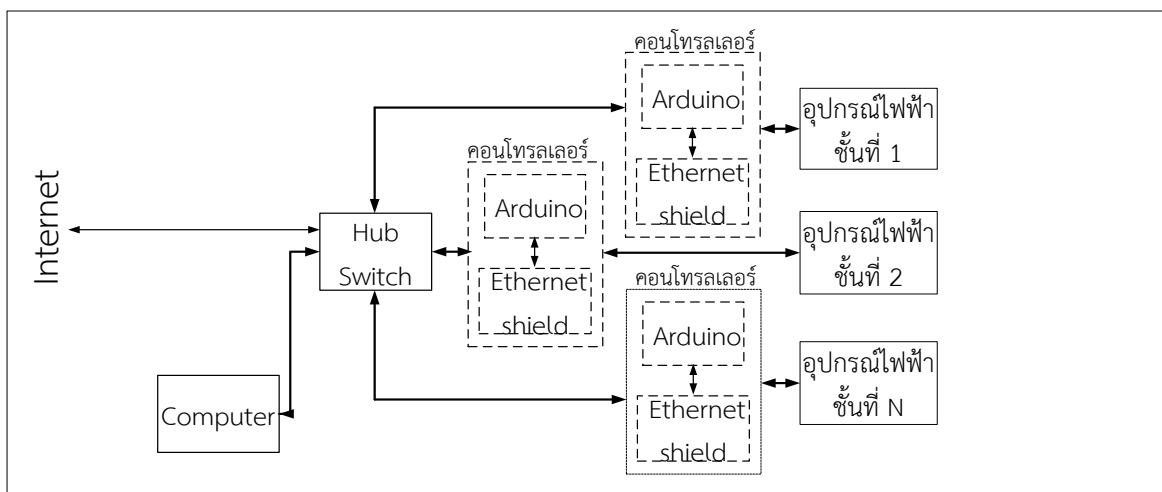 คอนโทรลเลอร์
Arduino
Ethernet
shield
อุปกรณ์ไฟฟ้า
ชั้นที่ 1
คอนโทรลเลอร์
Arduino
Ethernet
shield
อุปกรณ์ไฟฟ้า
ชั้นที่ 2
Internet
Hub
Switch
คอนโทรลเลอร์
Arduino
Ethernet
shield
อุปกรณ์ไฟฟ้า
ชั้นที่ N
Computer